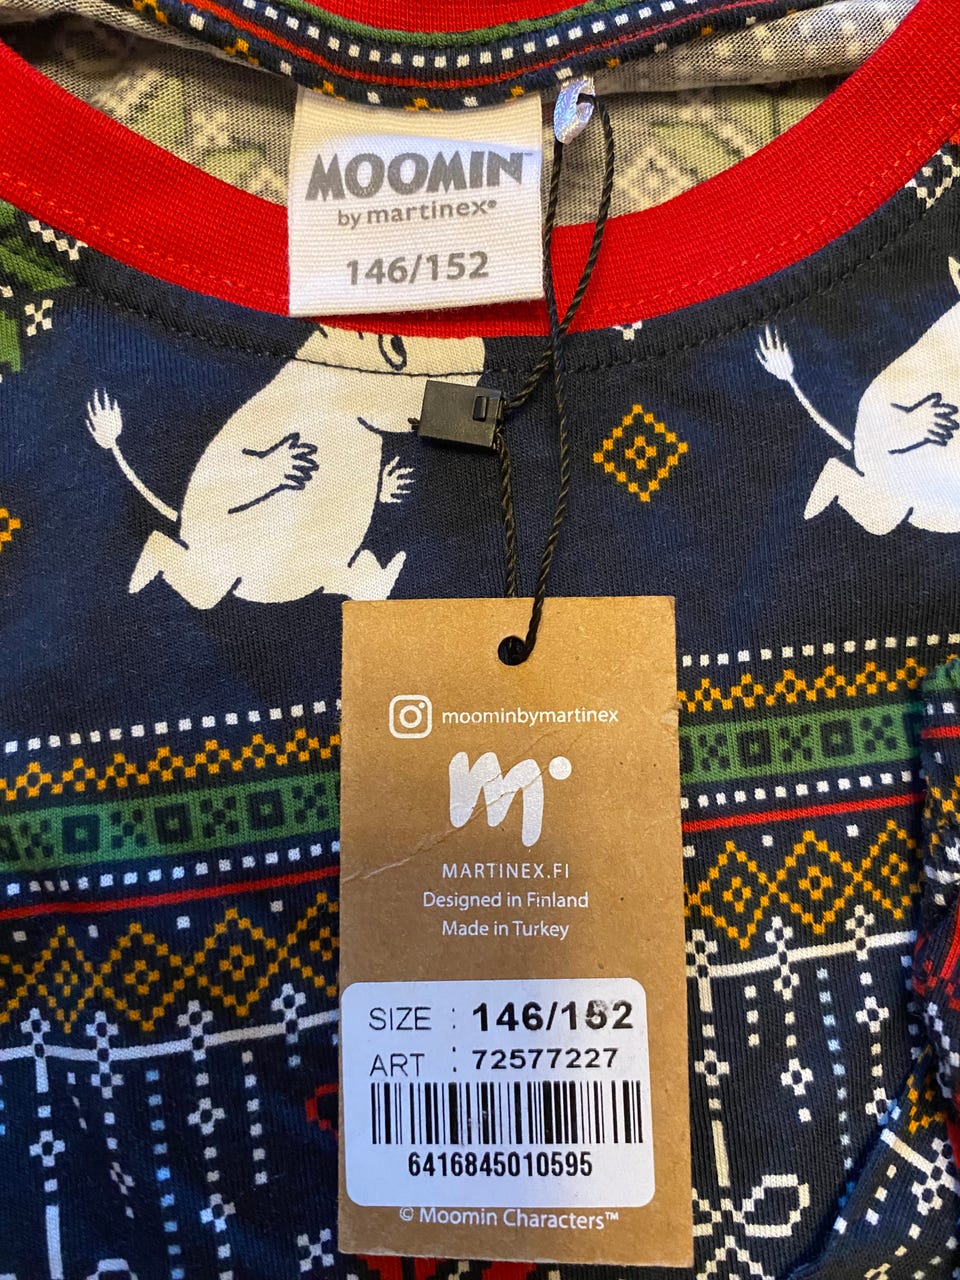 MOOMIN™
by martinex®
146/152
moominbymartinex
m
MARTINEX.FI
Designed in Finland
Made in Turkey
SIZE : 146/152
ART : 72577227
6416845010595
© Moomin Characters™